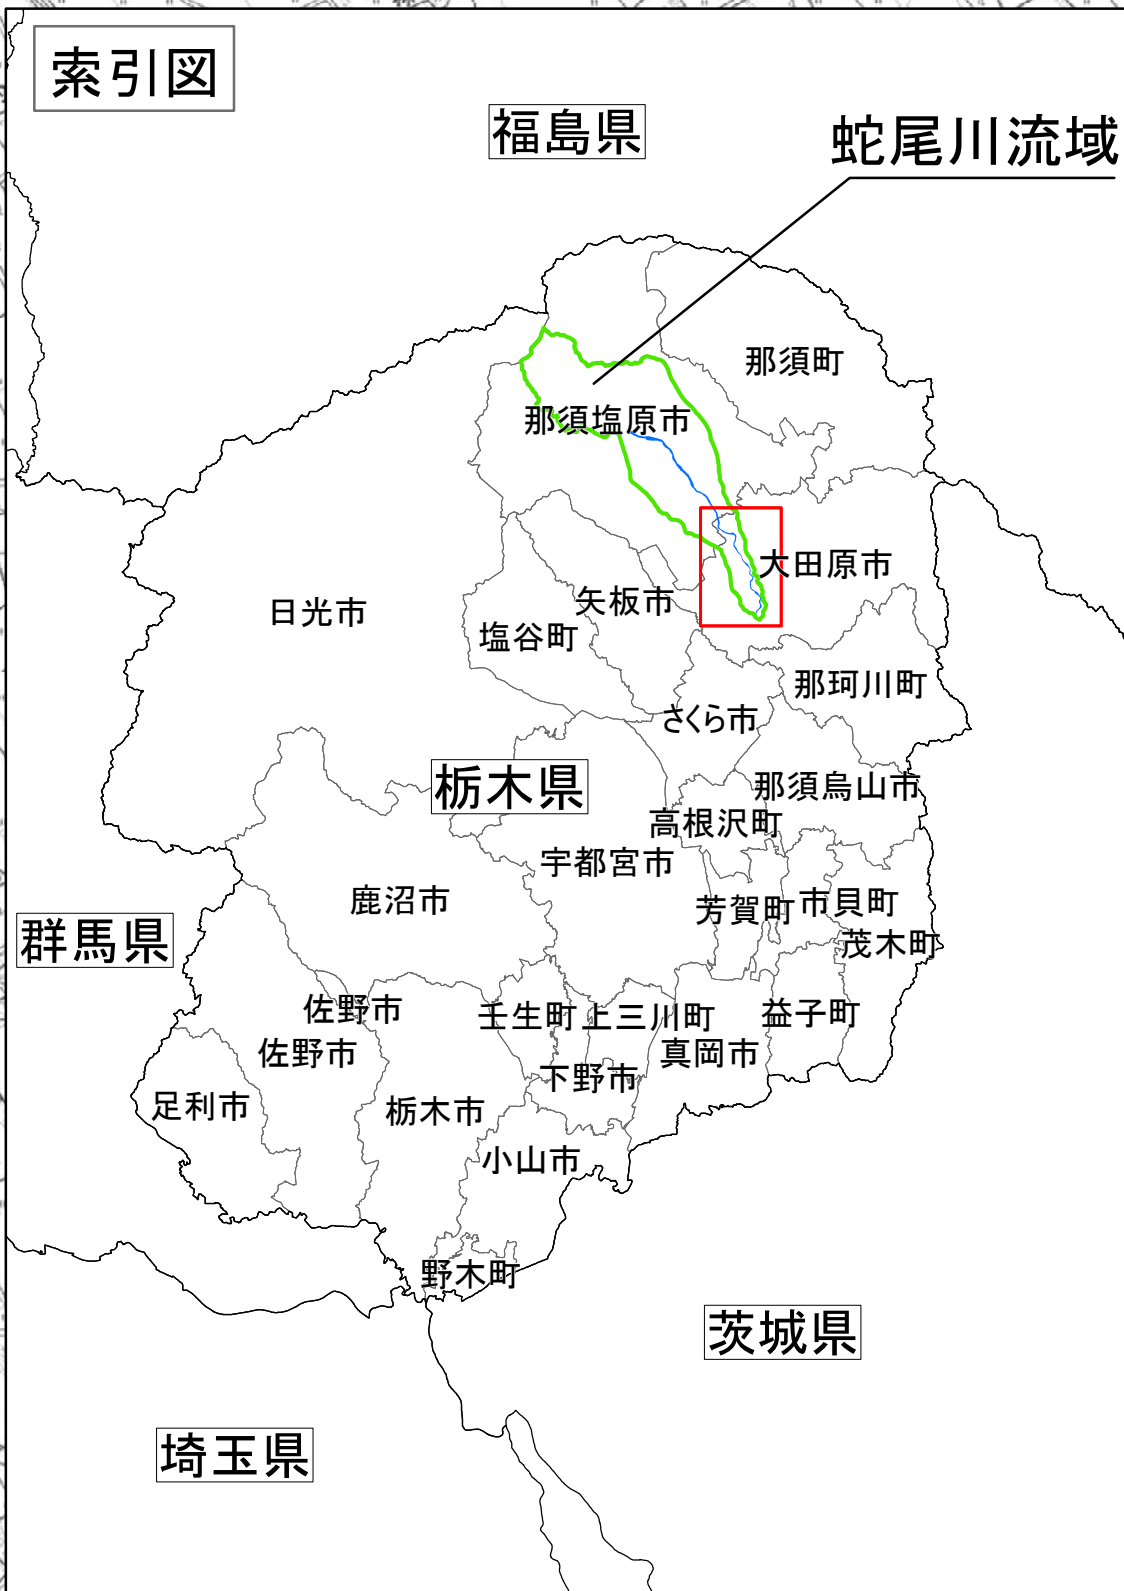 索引図
福島県
蛇尾川流域
那須町
那須塩原市
大田原市
日光市
矢板市
塩谷町
那珂川町
さくら市
栃木県
那須烏山市
高根沢町
宇都宮市
鹿沼市
芳賀町
市貝町
群馬県
茂木町
佐野市
壬生町
上三川町
益子町
佐野市
真岡市
下野市
足利市
栃木市
小山市
野木町
茨城県
埼玉県